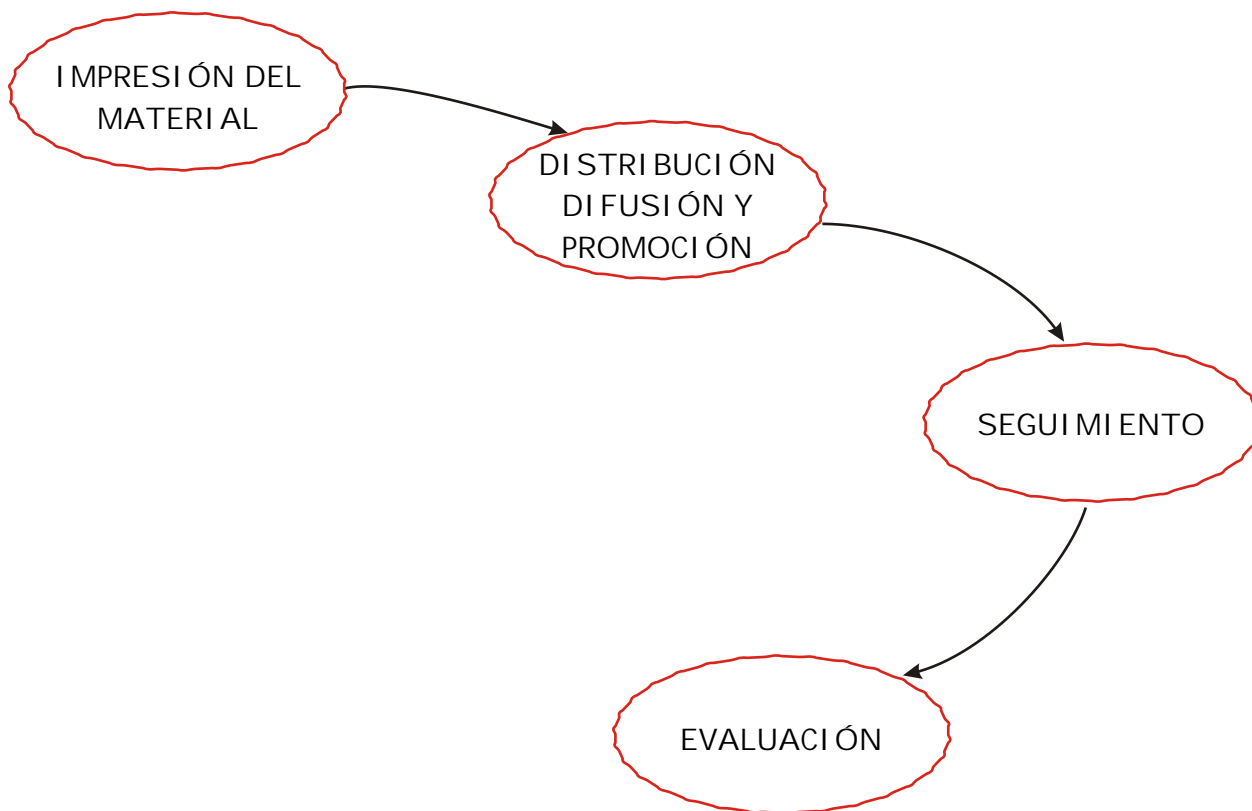 IMPRESIÓN DEL
MATERIAL
DISTRIBUCIÓN
DIFUSIÓN Y
PROMOCIÓN
SEGUIMIENTO
EVALUACIÓN